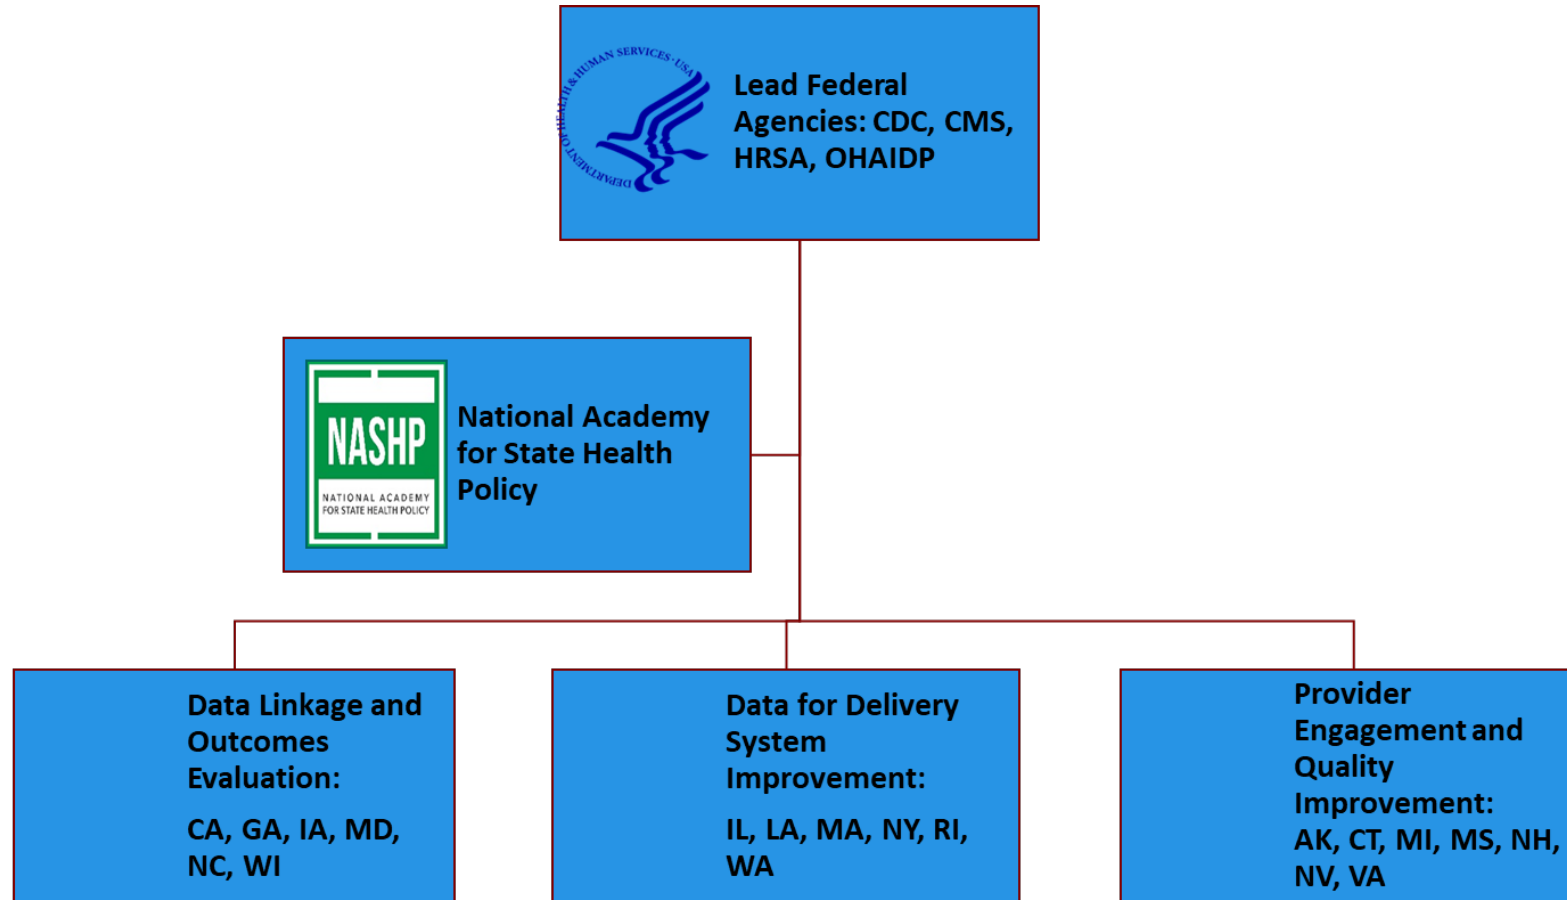 DEPARTMENT OF HEALTH & HUMAN SERVICES · USA
Lead Federal
Agencies: CDC, CMS,
HRSA, OHAIDP
NASHP
NATIONAL ACADEMY
FOR STATE HEALTH POLICY
National Academy
for State Health
Policy
Data Linkage and
Outcomes
Evaluation:
CA, GA, IA, MD,
NC, WI
Data for Delivery
System
Improvement:
IL, LA, MA, NY, RI,
WA
Provider
Engagement and
Quality
Improvement:
AK, CT, MI, MS, NH,
NV, VA